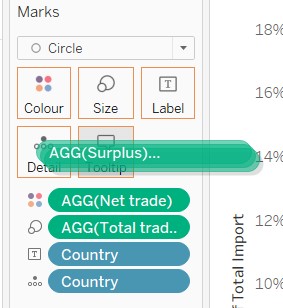 Marks
Circle
Colour
Size
Label
AGG(Surplus)...
Detail
Tooltip
AGG(Net trade)
AGG(Total trad..
Country
Country
18%
16%
14%
12%
10%
Total Import